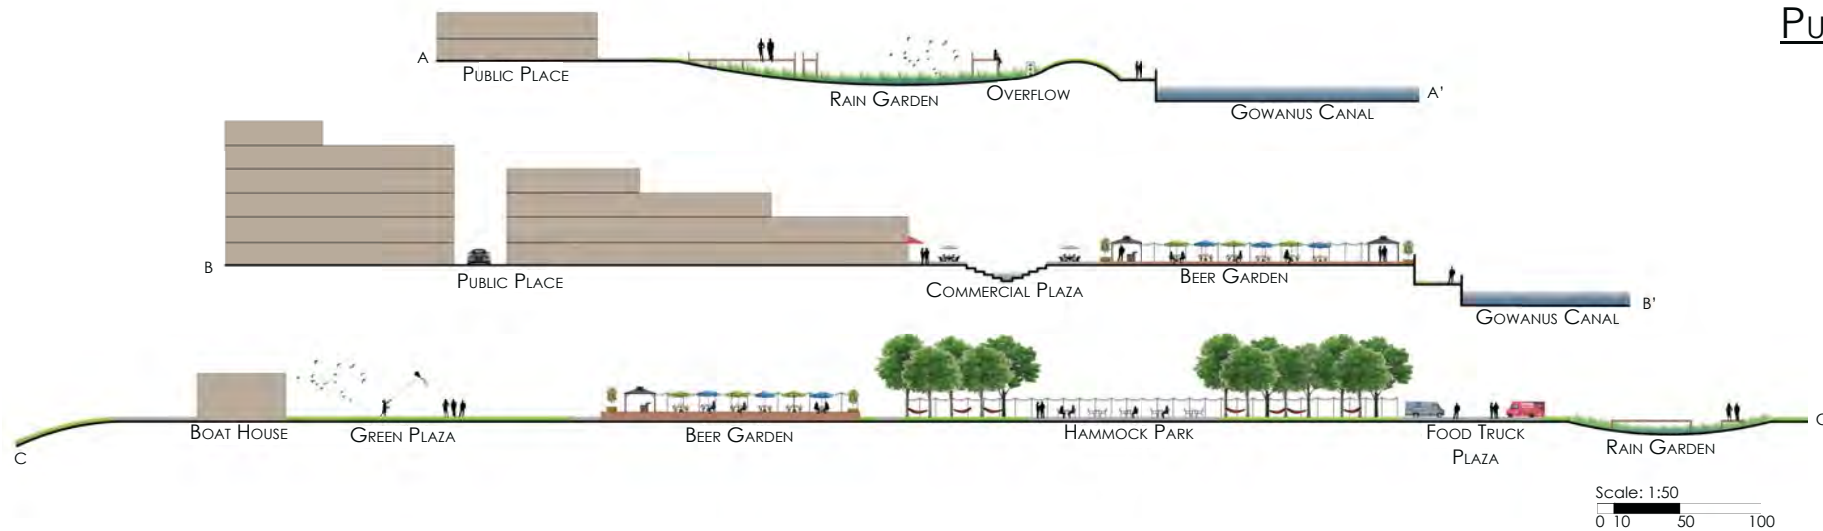 Pu
A
Public Place
Rain Garden
Overflow
A'
Gowanus Canal
B
Public Place
Commercial Plaza
Beer Garden
B'
Gowanus Canal
C
Boat House
Green Plaza
Beer Garden
Hammock Park
Food Truck
Plaza
Rain Garden
Scale: 1:50
0 10 50 100